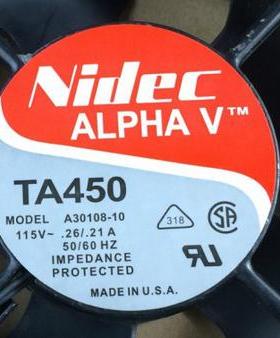 Nidec
ALPHA V™
TA450
MODEL A30108-10
115V~ .26/.21 A
50/60 HZ
IMPEDANCE
PROTECTED
318
SA
MADE IN U.S.A.